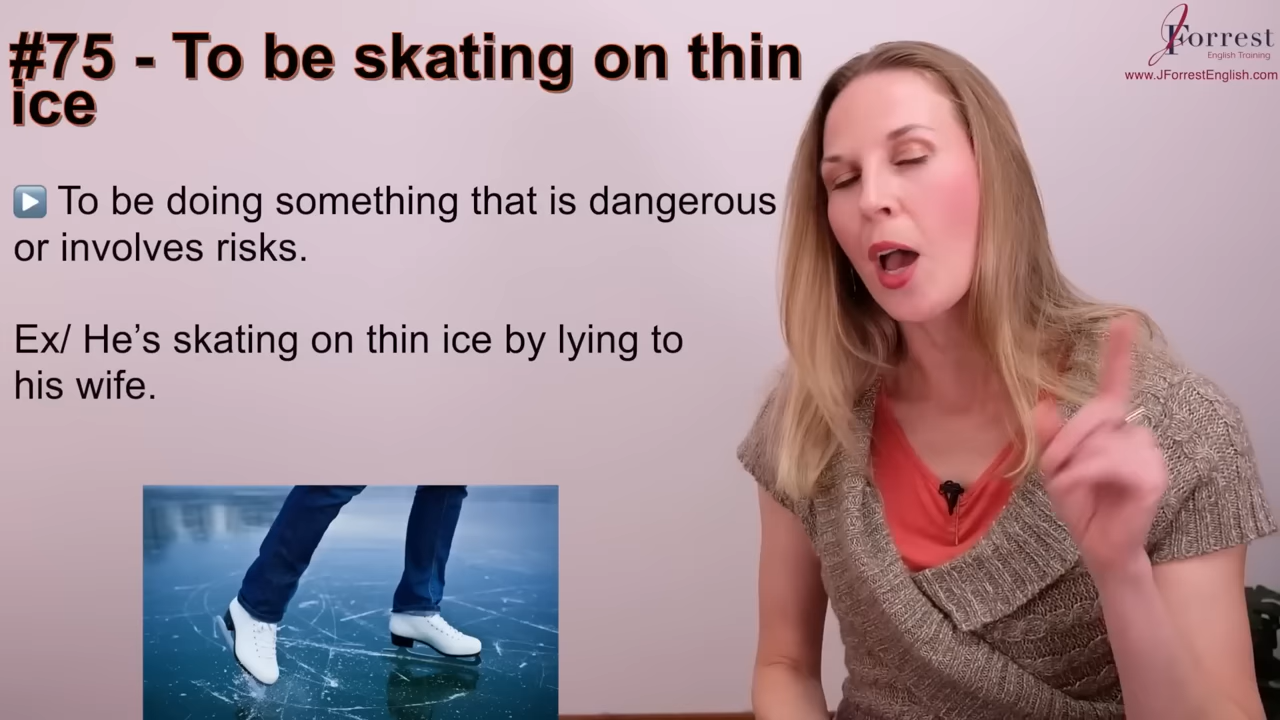 #75 - To be skating on thin
ice
▶️ To be doing something that is dangerous
or involves risks.
Ex/ He’s skating on thin ice by lying to
his wife.
JForrest
English Training
www.JForrestEnglish.com